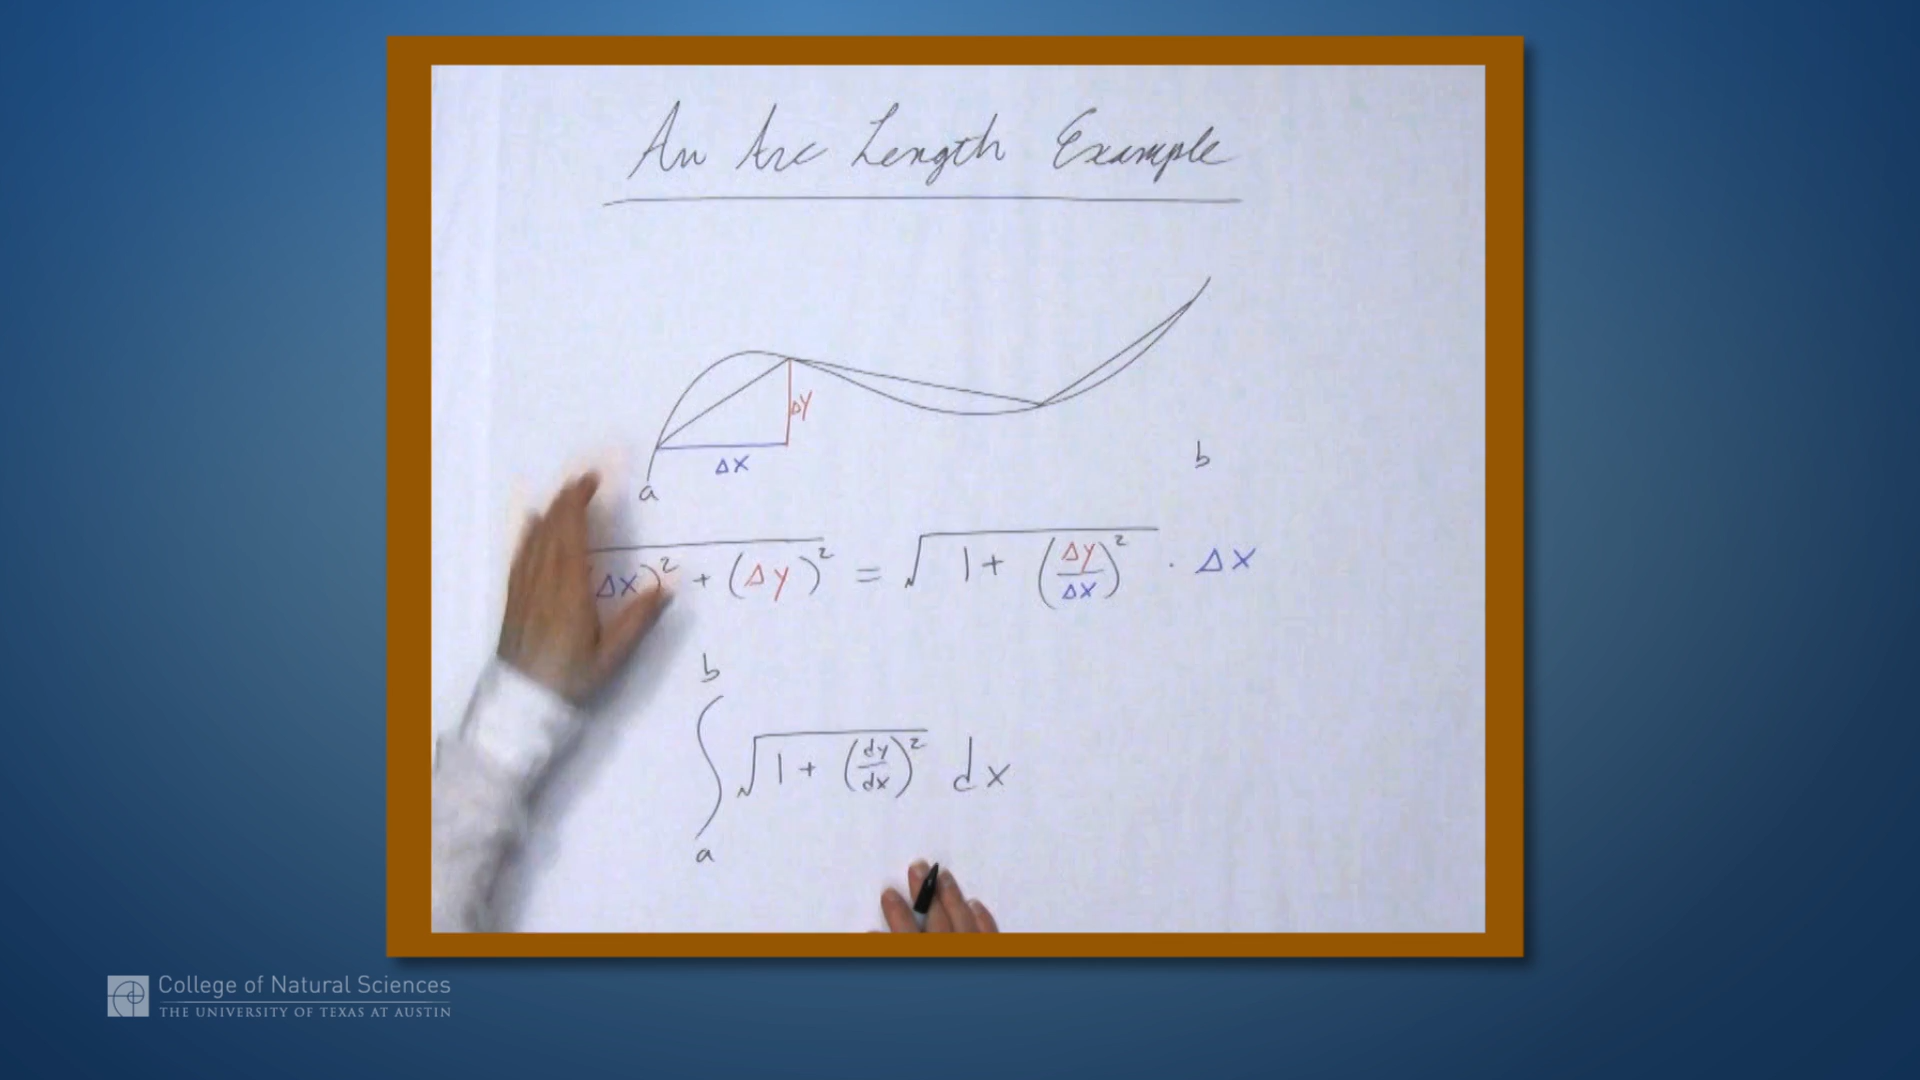 An Arc Length Example
ΔY
ΔX
a
b
ΔX)² + (ΔY)² = √(1 + (ΔY/ΔX)²) · ΔX
b
∫ √(1 + (dy/dx)²) dx
a
College of Natural Sciences
THE UNIVERSITY OF TEXAS AT AUSTIN